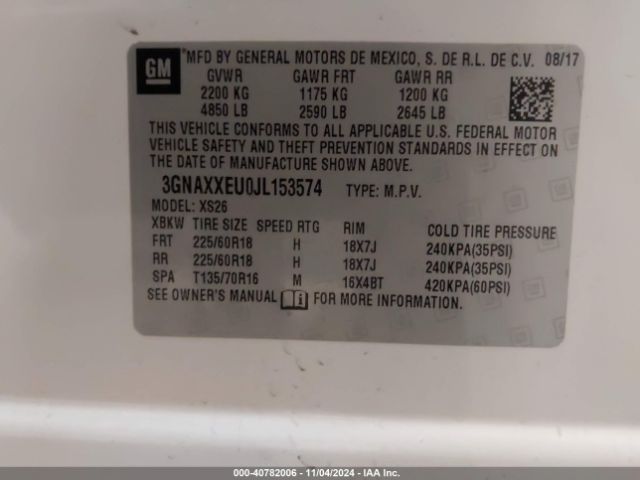 GM
*MFD BY GENERAL MOTORS DE MEXICO, S. DE R.L. DE C.V. 08/17
GVWR GAWR FRT GAWR RR
2200 KG 1175 KG 1200 KG
4850 LB 2590 LB 2645 LB
THIS VEHICLE CONFORMS TO ALL APPLICABLE U.S. FEDERAL MOTOR
VEHICLE SAFETY AND THEFT PREVENTION STANDARDS IN EFFECT ON
THE DATE OF MANUFACTURE SHOWN ABOVE.
3GNAXXEU0JL153574 TYPE: M.P.V.
MODEL: XS26
XBKW TIRE SIZE SPEED RTG RIM COLD TIRE PRESSURE
FRT 225/60R18 H 18X7J 240KPA(35PSI)
RR 225/60R18 H 18X7J 240KPA(35PSI)
SPA T135/70R16 M 16X4BT 420KPA(60PSI)
SEE OWNER'S MANUAL FOR MORE INFORMATION.
000-40782006 - 11/04/2024 - IAAI.com